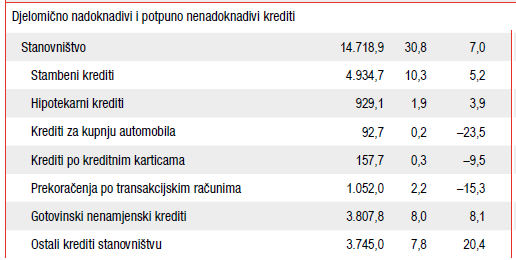 Djelomično nadoknadivi i potpuno nenadoknadivi krediti
Stanovništvo 14.718,9 30,8 7,0
Stambeni krediti 4.934,7 10,3 5,2
Hipotekarni krediti 929,1 1,9 3,9
Krediti za kupnju automobila 92,7 0,2 –23,5
Krediti po kreditnim karticama 157,7 0,3 –9,5
Prekoračenja po transakcijskim računima 1.052,0 2,2 –15,3
Gotovinski nenamjenski krediti 3.807,8 8,0 8,1
Ostali krediti stanovništvu 3.745,0 7,8 20,4